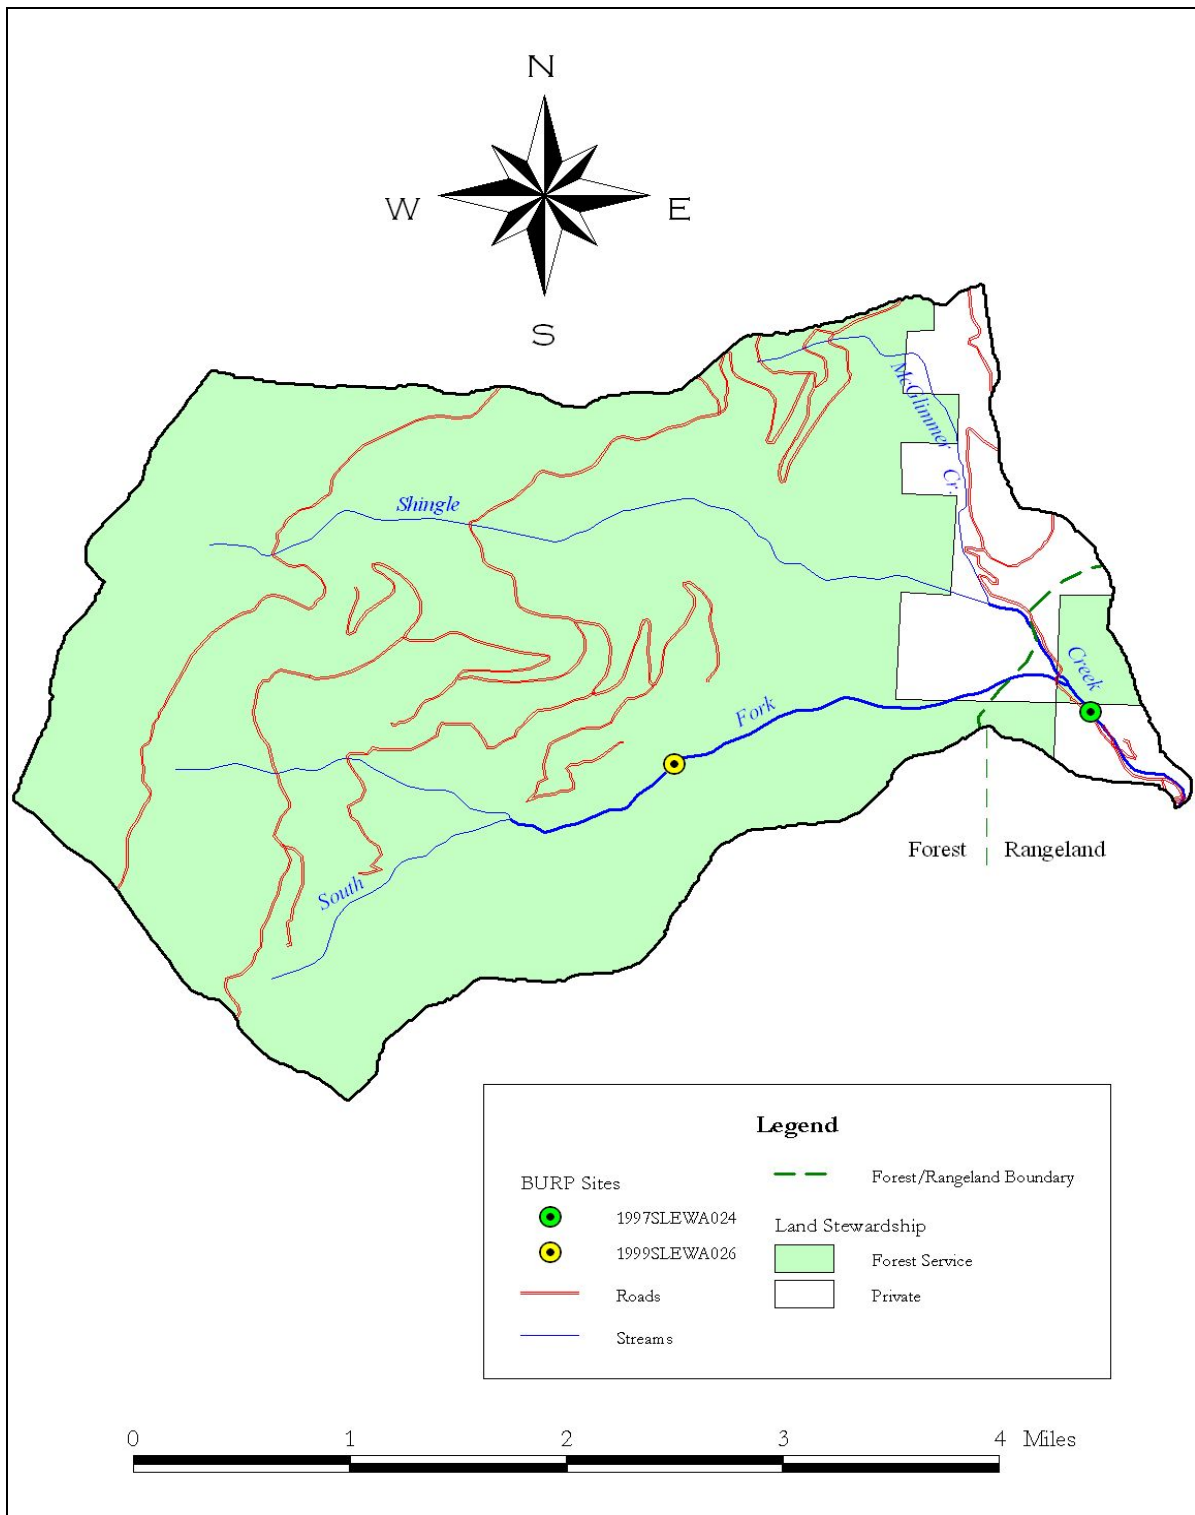 N
W
E
S
McGlimmer Cr.
Shingle
Creek
Fork
Forest
Rangeland
South
Legend
BURP Sites
1997SLEWA024
1999SLEWA026
Roads
Streams
Forest/Rangeland Boundary
Land Stewardship
Forest Service
Private
0 1 2 3 4 Miles